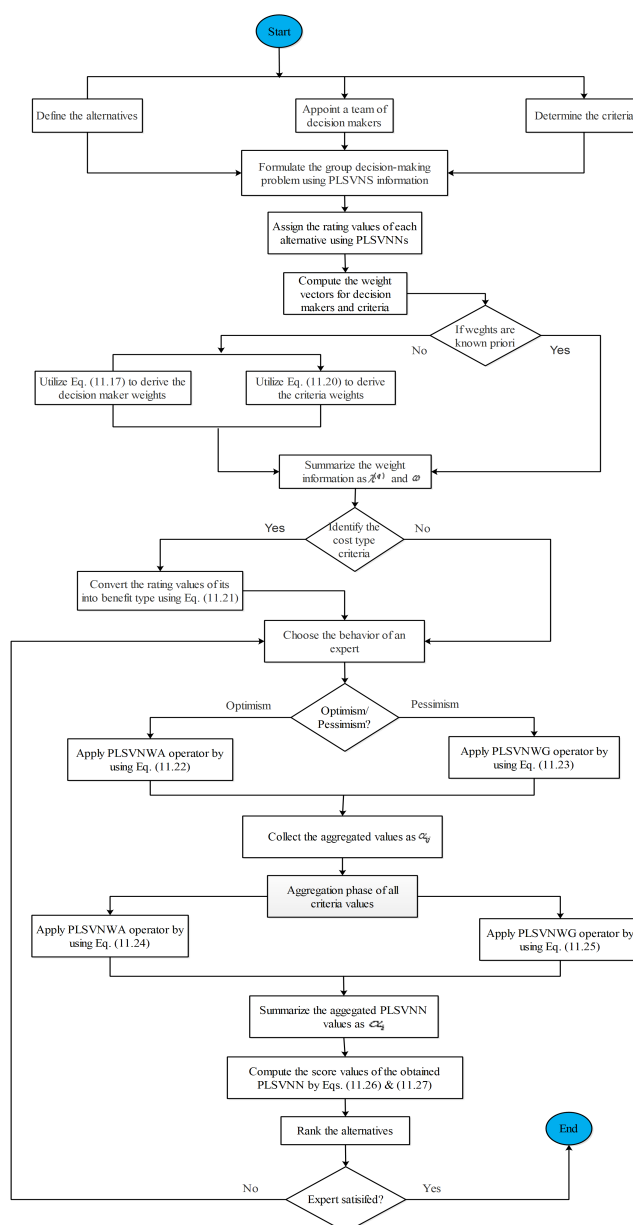 Start
Define the alternatives
Appoint a team of
decision makers
Determine the criteria
Formulate the group decision-making
problem using PLSVNS information
Assign the rating values of each
alternative using PLSVNNs
Compute the weight
vectors for decision
makers and criteria
If weghts are
known priori
No
Yes
Utilize Eq. (11.17) to derive the
decision maker weights
Utilize Eq. (11.20) to derive
the criteria weights
Summarize the weight
information as and
Identify the
cost type
criteria
Yes
No
Convert the rating values of its
into benefit type using Eq. (11.21)
Choose the behavior of an
expert
Optimism/
Pessimism?
Optimism
Pessimism
Apply PLSVNWA operator by
using Eq. (11.22)
Apply PLSVNWG operator by
using Eq. (11.23)
Collect the aggregated values as
Aggregation phase of all
criteria values
Apply PLSVNWA operator by
using Eq. (11.24)
Apply PLSVNWG operator by
using Eq. (11.25)
Summarize the aggegated PLSVNN
values as
Compute the score values of the obtained
PLSVNN by Eqs. (11.26) & (11.27)
Rank the alternatives
End
Expert satisifed?
No
Yes